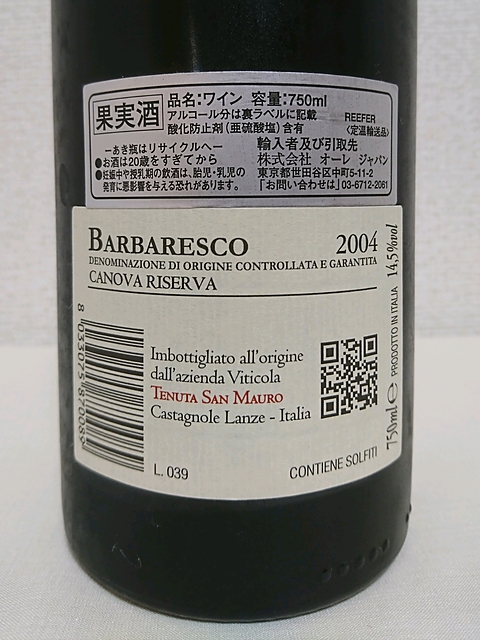 果実酒
品名:ワイン 容量:750ml
アルコール分は裏ラベルに記載
酸化防止剤(亜硫酸塩)含有
REEFER
〈定温輸送品〉
－あき瓶はリサイクルへ－
●お酒は20歳をすぎてから
●妊娠中や授乳期の飲酒は、胎児・乳児の
発育に悪影響を与える恐れがあります。
輸入者及び引取先
株式会社 オーレ ジャパン
東京都世田谷区中町5-11-2
「お問い合わせは」03-6712-2061
BARBARESCO 2004
DENOMINAZIONE DI ORIGINE CONTROLLATA E GARANTITA
CANOVA RISERVA
8 033075 870089
Imbottigliato all'origine
dall'azienda Viticola
TENUTA SAN MAURO
Castagnole Lanze - Italia
L. 039
CONTIENE SOLFITI
750ml ℮ PRODOTTO IN ITALIA 14,5%vol